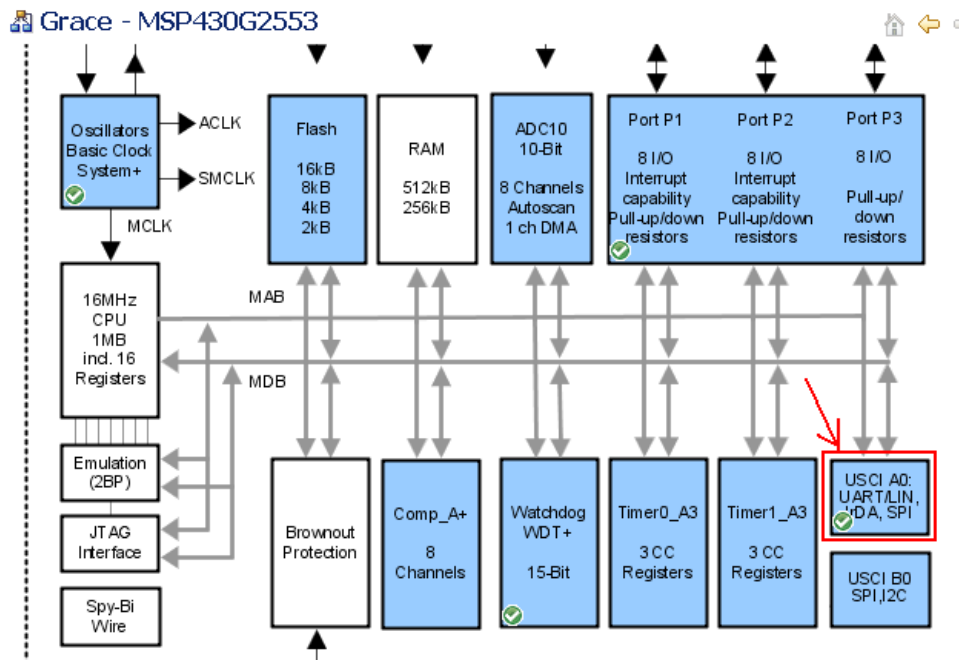 Grace - MSP430G2553
Oscillators
Basic Clock
System+
ACLK
SMCLK
MCLK
Flash
16kB
8kB
4kB
2kB
RAM
512kB
256kB
ADC10
10-Bit
8 Channels
Autoscan
1 ch DMA
Port P1
8 I/O
Interrupt
capability
Pull-up/down
resistors
Port P2
8 I/O
Interrupt
capability
Pull-up/down
resistors
Port P3
8 I/O
Pull-up/
down
resistors
16MHz
CPU
1MB
incl. 16
Registers
MAB
MDB
Emulation
(2BP)
JTAG
Interface
Spy-Bi
Wire
Brownout
Protection
Comp_A+
8
Channels
Watchdog
WDT+
15-Bit
Timer0_A3
3 CC
Registers
Timer1_A3
3 CC
Registers
USCI A0:
UART/LIN,
IrDA, SPI
USCI B0
SPI,I2C